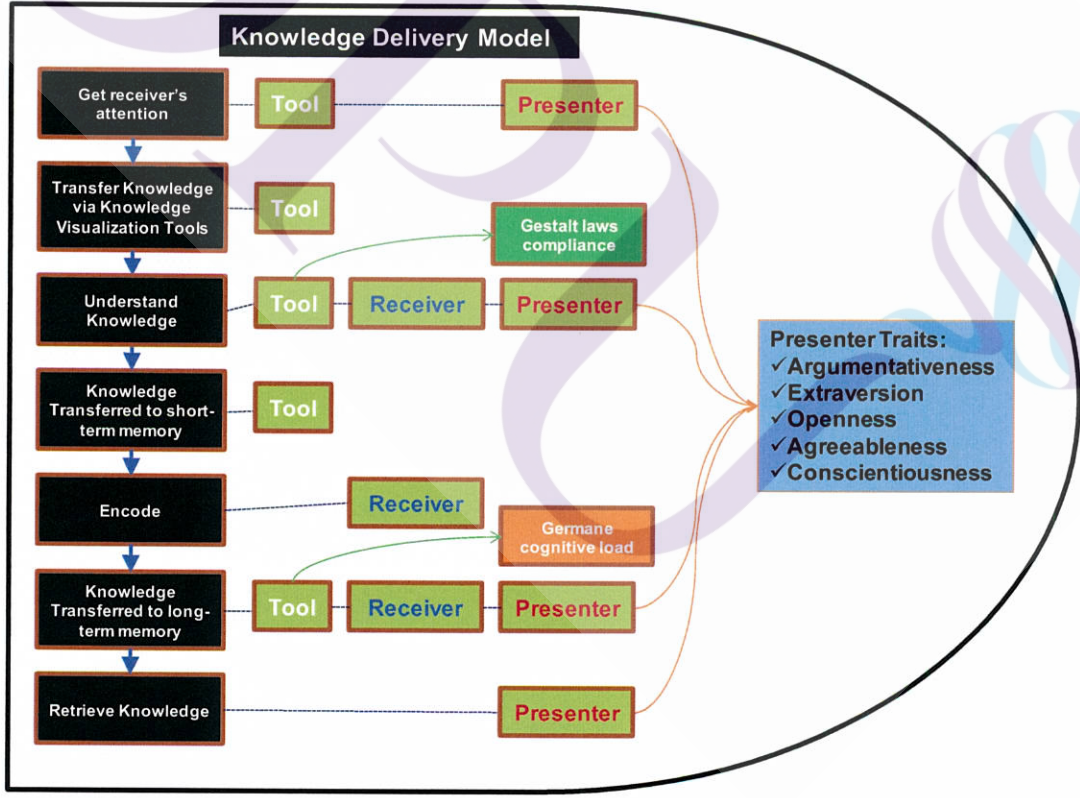 Knowledge Delivery Model
Get receiver's
attention
Tool
Presenter
Transfer Knowledge
via Knowledge
Visualization Tools
Tool
Gestalt laws
compliance
Understand
Knowledge
Tool
Receiver
Presenter
Presenter Traits:
✓Argumentativeness
✓Extraversion
✓Openness
✓Agreeableness
✓Conscientiousness
Knowledge
Transferred to short-
term memory
Tool
Encode
Receiver
Germane
cognitive load
Knowledge
Transferred to long-
term memory
Tool
Receiver
Presenter
Retrieve Knowledge
Presenter